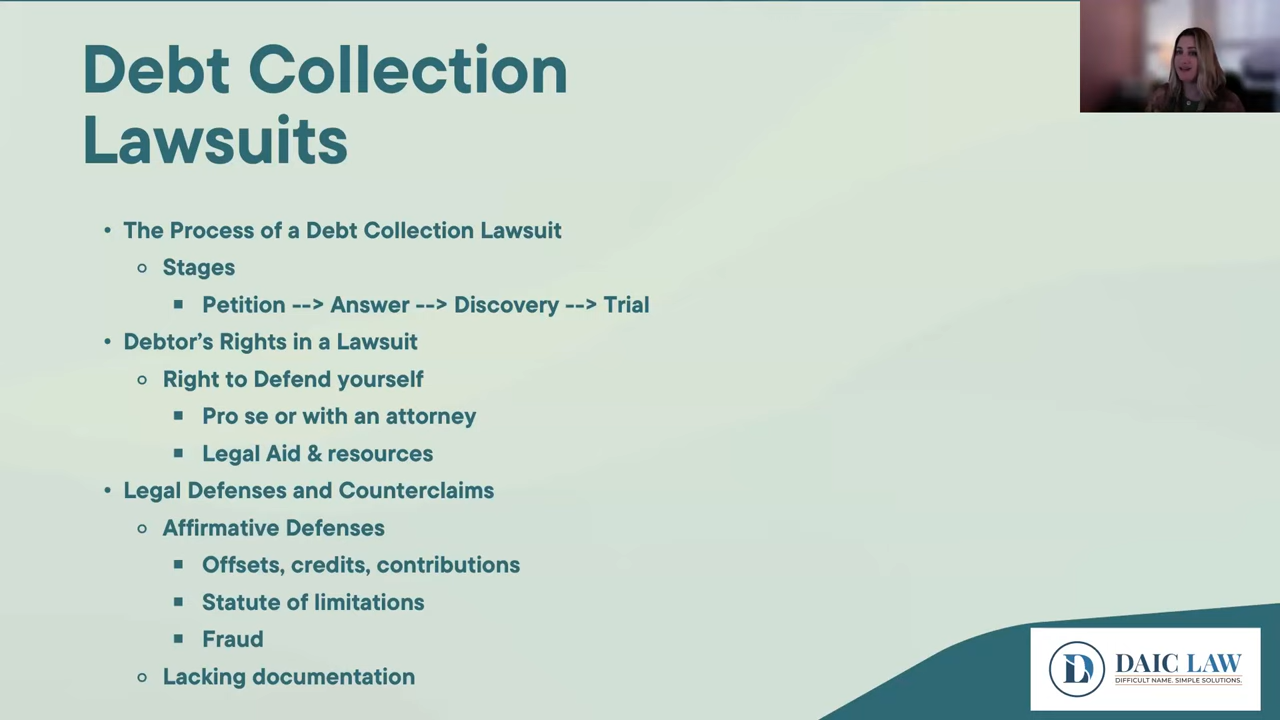 Debt Collection
Lawsuits
• The Process of a Debt Collection Lawsuit
○ Stages
■ Petition --> Answer --> Discovery --> Trial
• Debtor’s Rights in a Lawsuit
○ Right to Defend yourself
■ Pro se or with an attorney
■ Legal Aid & resources
• Legal Defenses and Counterclaims
○ Affirmative Defenses
■ Offsets, credits, contributions
■ Statute of limitations
■ Fraud
○ Lacking documentation
DAIC LAW
DIFFICULT NAME. SIMPLE SOLUTIONS.